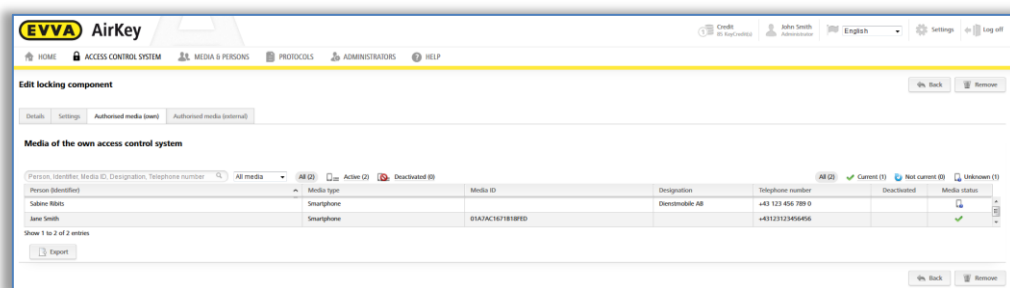 EVVA AirKey
Credit
85 KeyCredit(s)
John Smith
Administrator
English
Settings
Log off
HOME ACCESS CONTROL SYSTEM MEDIA & PERSONS PROTOCOLS ADMINISTRATORS HELP
Edit locking component
Back Remove
Details Settings Authorised media (own) Authorised media (external)
Media of the own access control system
(Person, Identifier, Media ID, Designation, Telephone number All media All (2) Active (2) Deactivated (0) All (2) Current (1) Not current (0) Unknown (1)
Person (Identifier) Media type Media ID Designation Telephone number Deactivated Media status
Sabine Ribits Smartphone Dienstmobile AB +43 123 456 789 0
Jane Smith Smartphone 01A7AC1671818FED +43123123456456
Show 1 to 2 of 2 entries
Export
Back Remove